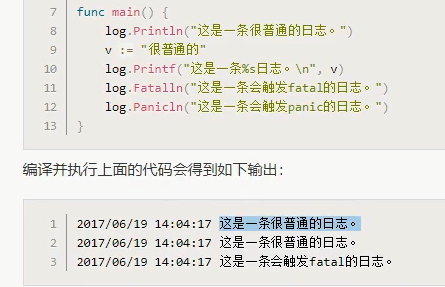 7 func main() {
8 log.Println("这是一条很普通的日志。")
9 v := "很普通的"
10 log.Printf("这是一条%s日志。\n", v)
11 log.Fatalln("这是一条会触发fatal的日志。")
12 log.Panicln("这是一条会触发panic的日志。")
13 }
编译并执行上面的代码会得到如下输出：
1 2017/06/19 14:04:17 这是一条很普通的日志。
2 2017/06/19 14:04:17 这是一条很普通的日志。
3 2017/06/19 14:04:17 这是一条会触发fatal的日志。